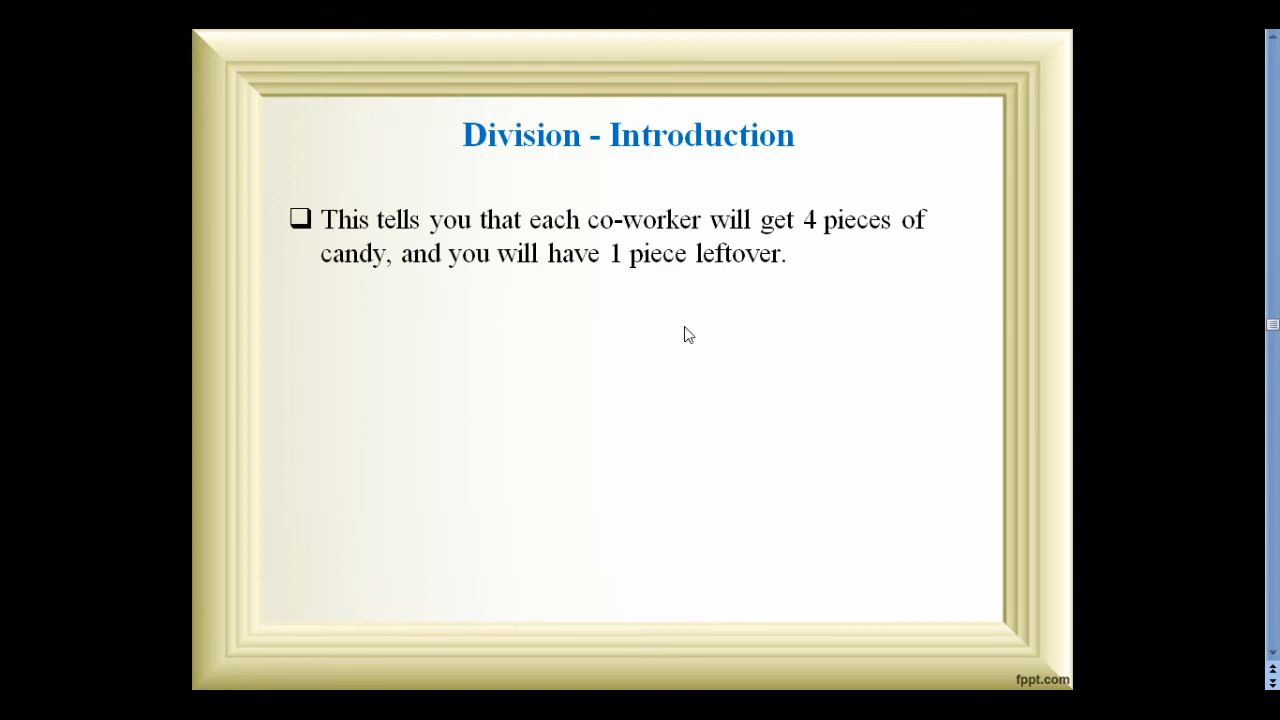 Division - Introduction
❑ This tells you that each co-worker will get 4 pieces of
candy, and you will have 1 piece leftover.
fppt.com